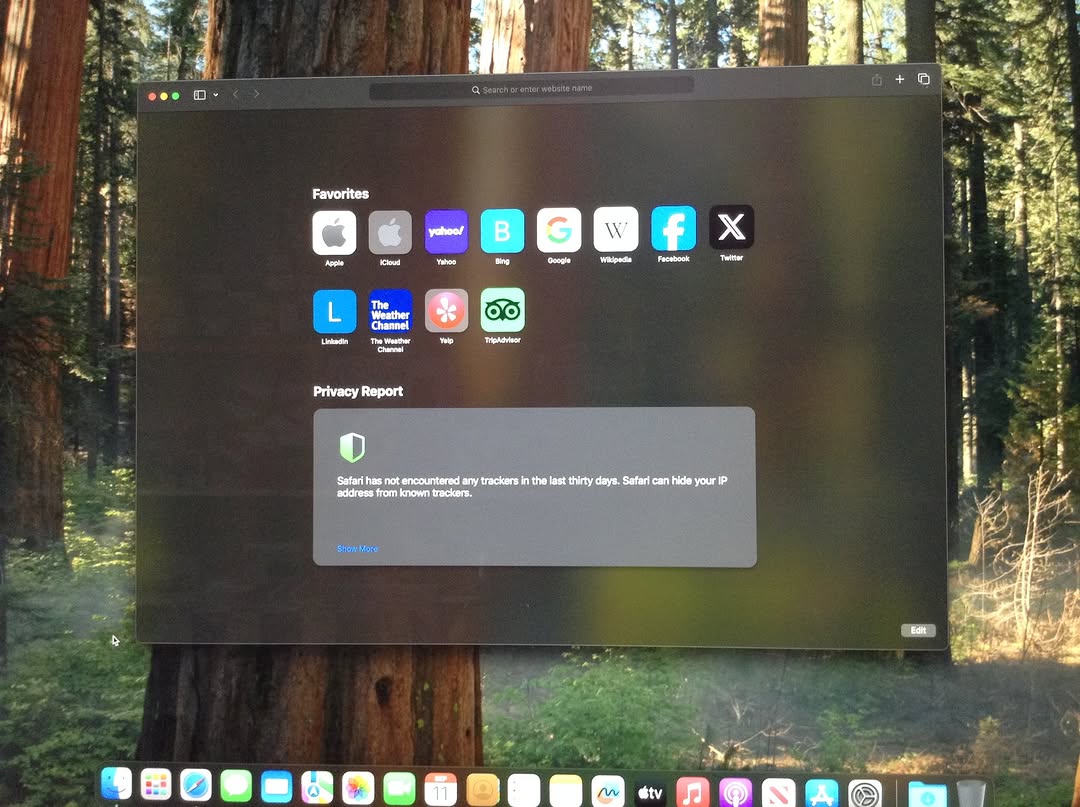 Search or enter website name
Favorites
yahoo!
B
G
W
f
X
Apple
iCloud
Yahoo
Bing
Google
Wikipedia
Facebook
Twitter
L
The
Weather
Channel
LinkedIn
The Weather
Channel
Yelp
TripAdvisor
Privacy Report
Safari has not encountered any trackers in the last thirty days. Safari can hide your IP
address from known trackers.
Show More
Edit
SEP
11
tv